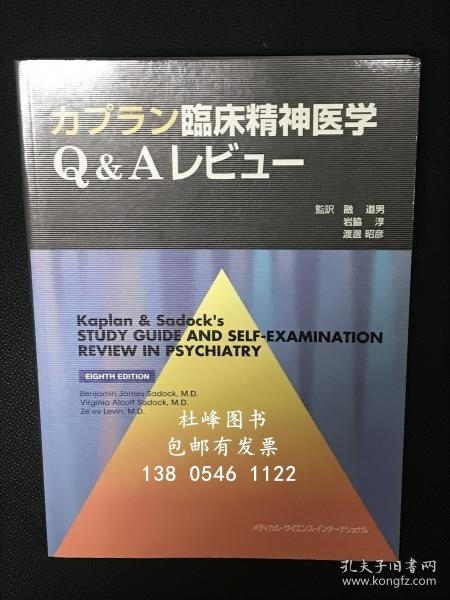 カプラン臨床精神医学
Q&Aレビュー
監訳 融 道男
岩脇 淳
渡邊 昭彦
Kaplan & Sadock's
STUDY GUIDE AND SELF-EXAMINATION
REVIEW IN PSYCHIATRY
EIGHTH EDITION
Benjamin James Sadock, M.D.
Virginia Alcott Sadock, M.D.
Ze'ev Levin, M.D.
杜峰图书
包邮有发票
138 0546 1122
メディカル・サイエンス・インターナショナル
孔夫子旧书网
www.kongfz.com